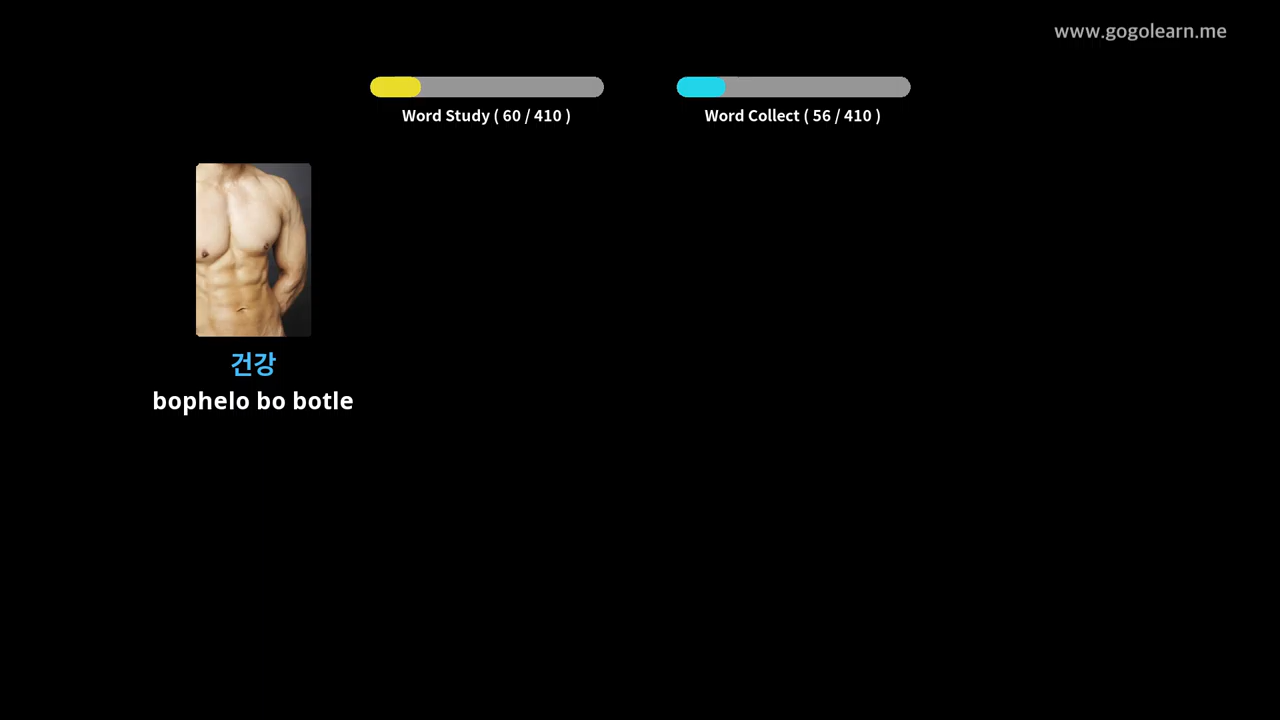 www.gogolearn.me
Word Study ( 60 / 410 )
Word Collect ( 56 / 410 )
건강
bophelo bo botle